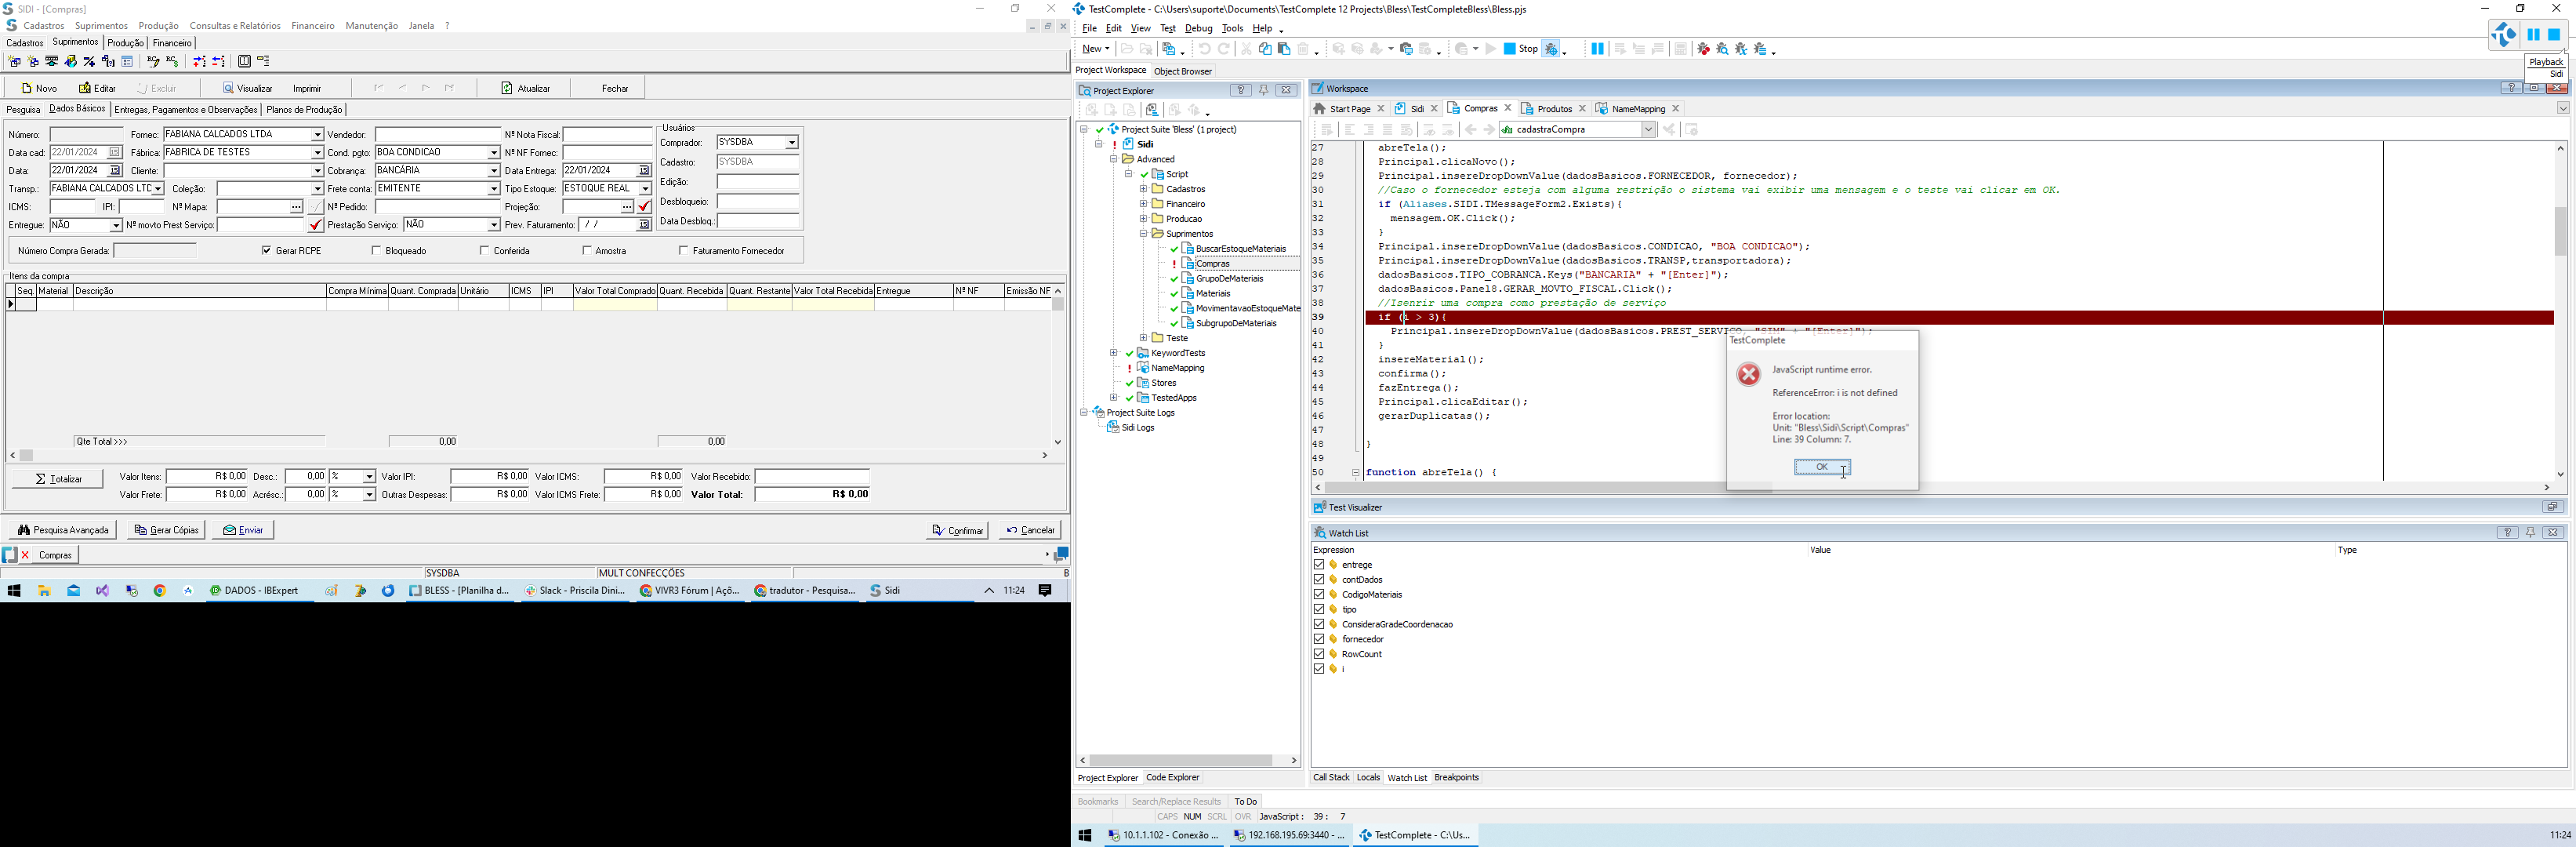 SIDI - [Compras]
Cadastros Suprimentos Produção Consultas e Relatórios Financeiro Manutenção Janela ?
Cadastros Suprimentos Produção Financeiro
Novo Editar Excluir Visualizar Imprimir Atualizar Fechar
Pesquisa Dados Básicos Entregas, Pagamentos e Observações Planos de Produção
Número: Fornec: FABIANA CALCADOS LTDA Vendedor: Nº Nota Fiscal:
Data cad: 22/01/2024 Fábrica: FABRICA DE TESTES Cond. pgto: BOA CONDICAO Nº NF Fornec:
Data: 22/01/2024 Cliente: Cobrança: BANCÁRIA Data Entrega: 22/01/2024
Transp.: FABIANA CALCADOS LTC Coleção: Frete conta: EMITENTE Tipo Estoque: ESTOQUE REAL
ICMS: IPI: Nº Mapa: Nº Pedido: Projeção:
Entregue: NÃO Nº movto Prest Serviço: Prestação Serviço: NÃO Prev. Faturamento: / /
Usuários
Comprador: SYSDBA
Cadastro: SYSDBA
Edição:
Desbloqueio:
Data Desbloq.:
Número Compra Gerada: Gerar RCPE Bloqueado Conferida Amostra Faturamento Fornecedor
Itens da compra
Seq. Material Descrição Compra Mínima Quant. Comprada Unitário ICMS IPI Valor Total Comprado Quant. Recebida Quant. Restante Valor Total Recebida Entregue Nº NF Emissão NF
Qte Total >>> 0,00 0,00
Totalizar Valor Itens: R$ 0,00 Desc.: 0,00 % Valor IPI: R$ 0,00 Valor ICMS: R$ 0,00 Valor Recebido:
Valor Frete: R$ 0,00 Acrésc.: 0,00 % Outras Despesas: R$ 0,00 Valor ICMS Frete: R$ 0,00 Valor Total: R$ 0,00
Pesquisa Avançada Gerar Cópias Enviar Confirmar Cancelar
Compras
SYSDBA MULT CONFECÇÕES B
DADOS - IBExpert BLESS - [Planilha d... Slack - Priscila Dini... VIVR3 Fórum | Açõ... tradutor - Pesquisa... Sidi 11:24
TestComplete - C:\Users\suporte\Documents\TestComplete 12 Projects\Bless\TestCompleteBless\Bless.pjs
File Edit View Test Debug Tools Help
New Stop
Playback
Sidi
Project Workspace Object Browser
Project Explorer
Project Suite 'Bless' (1 project)
Sidi
Advanced
Script
Cadastros
Financeiro
Producao
Suprimentos
BuscarEstoqueMateriais
Compras
GrupoDeMateriais
Materiais
MovimentavaoEstoqueMate
SubgrupoDeMateriais
Teste
KeywordTests
NameMapping
Stores
TestedApps
Project Suite Logs
Sidi Logs
Project Explorer Code Explorer
Workspace
Start Page Sidi Compras Produtos NameMapping
cadastraCompra
27 abreTela();
28 Principal.clicaNovo();
29 Principal.insereDropDownValue(dadosBasicos.FORNECEDOR, fornecedor);
30 //Caso o fornecedor esteja com alguma restrição o sistema vai exibir uma mensagem e o teste vai clicar em OK.
31 if (Aliases.SIDI.TMessageForm2.Exists){
32 mensagem.OK.Click();
33 }
34 Principal.insereDropDownValue(dadosBasicos.CONDICAO, "BOA CONDICAO");
35 Principal.insereDropDownValue(dadosBasicos.TRANSP,transportadora);
36 dadosBasicos.TIPO_COBRANCA.Keys("BANCARIA" + "[Enter]");
37 dadosBasicos.Panel8.GERAR_MOVTO_FISCAL.Click();
38 //Isenrir uma compra como prestação de serviço
39 if (i > 3){
40 Principal.insereDropDownValue(dadosBasicos.PREST_SERVICO, "SIM" + "[Enter]");
41 }
42 insereMaterial();
43 confirma();
44 fazEntrega();
45 Principal.clicaEditar();
46 gerarDuplicatas();
47
48 }
49
50 function abreTela() {
TestComplete
JavaScript runtime error.
ReferenceError: i is not defined
Error location:
Unit: "Bless\Sidi\Script\Compras"
Line: 39 Column: 7.
OK
Test Visualizer
Watch List
Expression Value Type
entrege
contDados
CodigoMateriais
tipo
ConsideraGradeCoordenacao
fornecedor
RowCount
i
Call Stack Locals Watch List Breakpoints
Bookmarks Search/Replace Results To Do
CAPS NUM SCRL OVR JavaScript : 39 : 7
10.1.1.102 - Conexão ... 192.168.195.69:3440 - ... TestComplete - C:\Us... 11:24